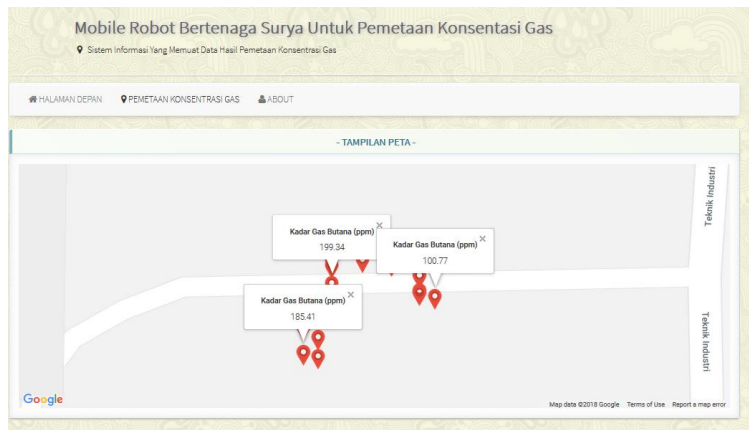 Mobile Robot Bertenaga Surya Untuk Pemetaan Konsentasi Gas
Sistem Informasi Yang Memuat Data Hasil Pemetaan Konsentrasi Gas
HALAMAN DEPAN PEMETAAN KONSENTRASI GAS ABOUT
- TAMPILAN PETA -
Teknik Industri
Kadar Gas Butana (ppm) ×
199.34
Kadar Gas Butana (ppm) ×
100.77
Kadar Gas Butana (ppm) ×
185.41
Teknik Industri
Google
Map data ©2018 Google Terms of Use Report a map error